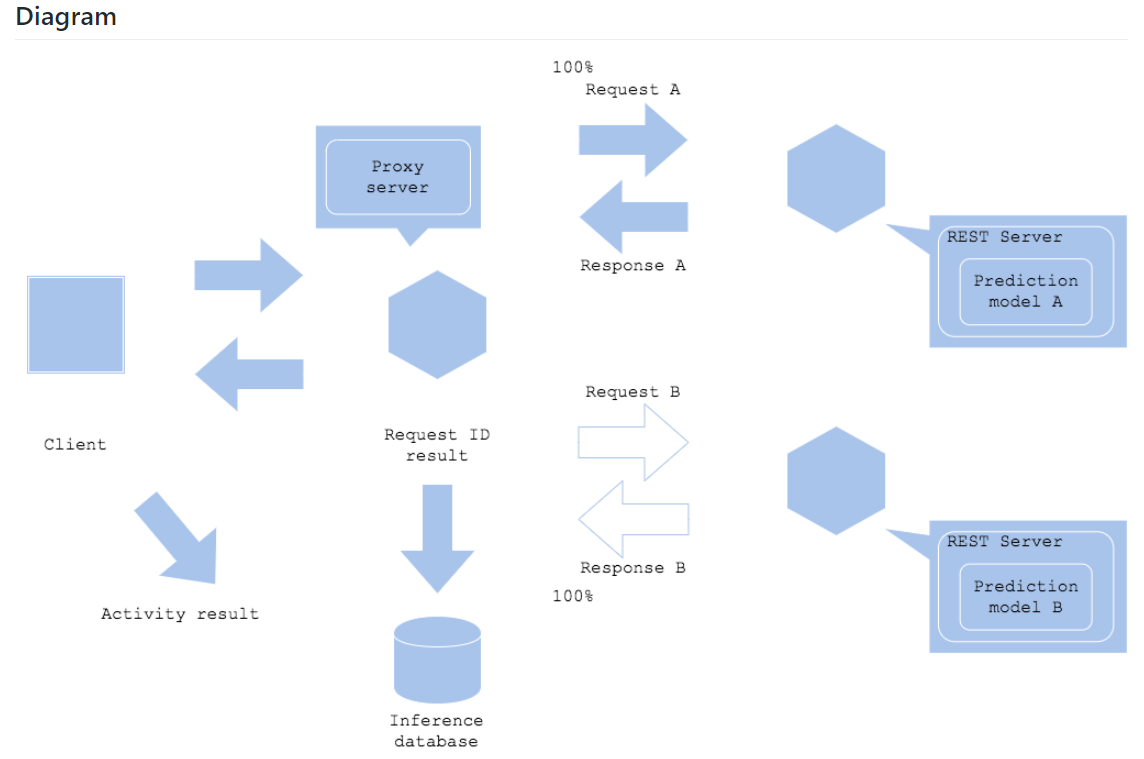 Diagram
100%
Request A
Proxy
server
Response A
REST Server
Prediction
model A
Request B
Client
Request ID
result
Response B
100%
REST Server
Prediction
model B
Activity result
Inference
database